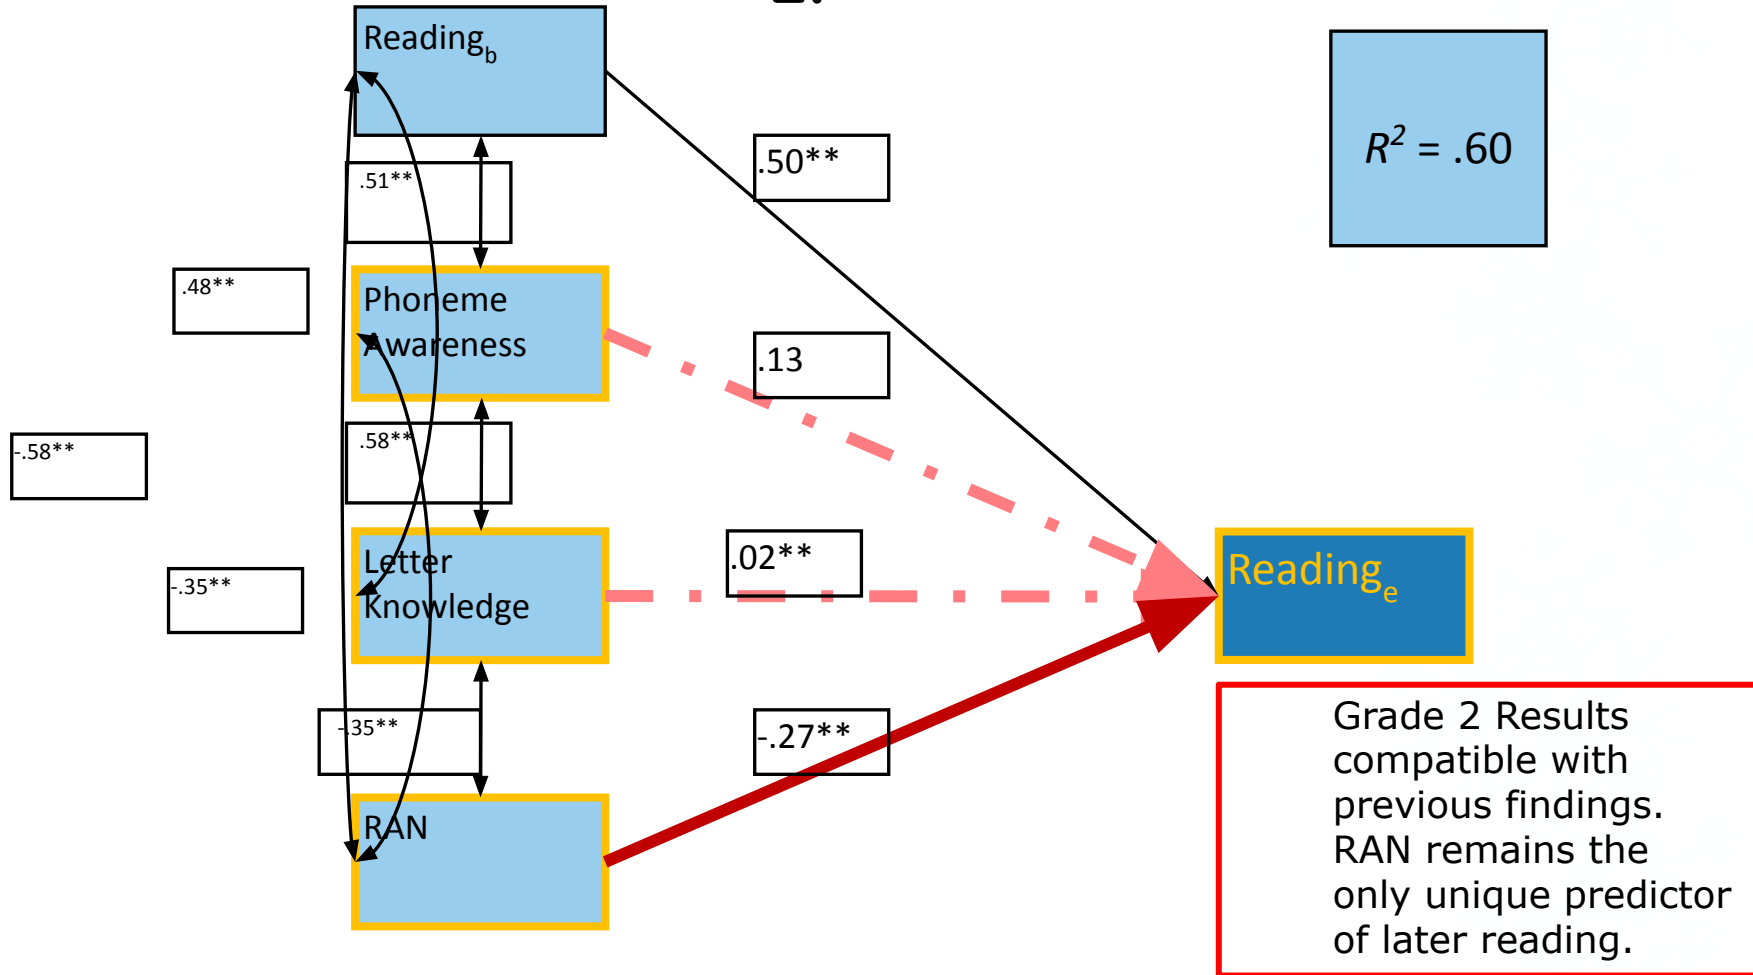 Reading_b
.50**
R² = .60
.51**
.48**
Phoneme
Awareness
.13
.58**
-.58**
Letter
Knowledge
.02**
Reading_e
-.35**
-.35**
-.27**
RAN
Grade 2 Results
compatible with
previous findings.
RAN remains the
only unique predictor
of later reading.